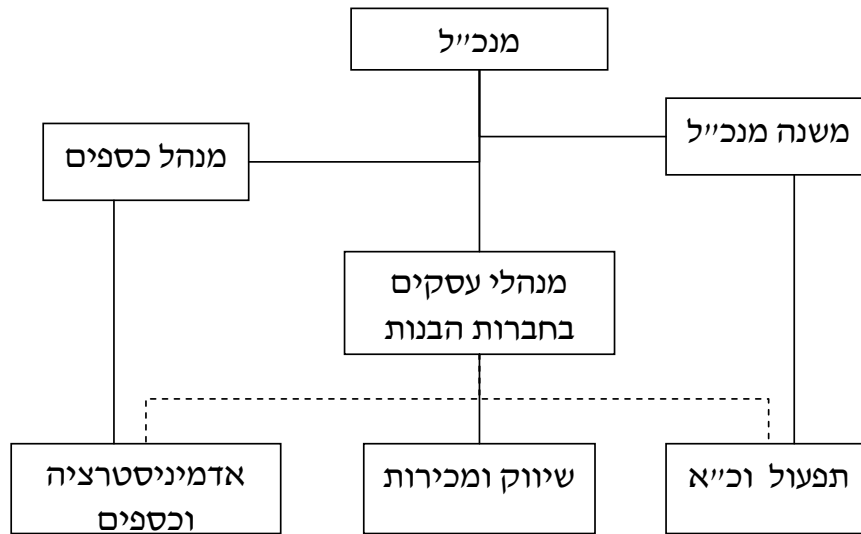 מנכ״ל
משנה מנכ״ל
מנהל כספים
מנהלי עסקים
בחברות הבנות
תפעול וכ״א
שיווק ומכירות
אדמיניסטרציה
וכספים